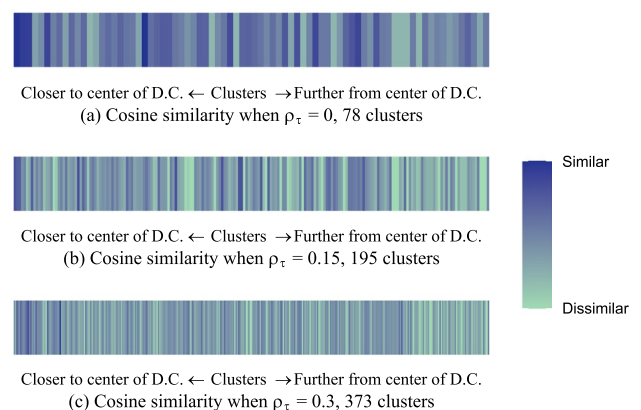 Closer to center of D.C. ← Clusters →Further from center of D.C.
(a) Cosine similarity when ρτ = 0, 78 clusters
Closer to center of D.C. ← Clusters →Further from center of D.C.
(b) Cosine similarity when ρτ = 0.15, 195 clusters
Closer to center of D.C. ← Clusters →Further from center of D.C.
(c) Cosine similarity when ρτ = 0.3, 373 clusters
Similar
Dissimilar